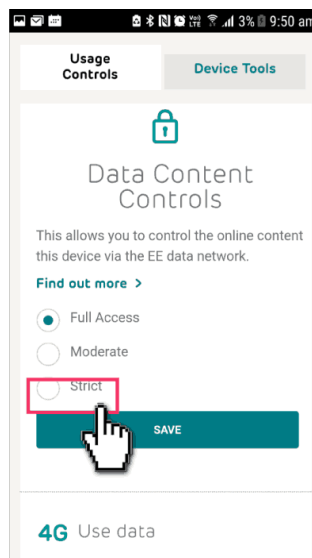 3% 9:50 am
Usage
Controls
Device Tools
Data Content
Controls
This allows you to control the online content
this device via the EE data network.
Find out more >
Full Access
Moderate
Strict
SAVE
4G Use data